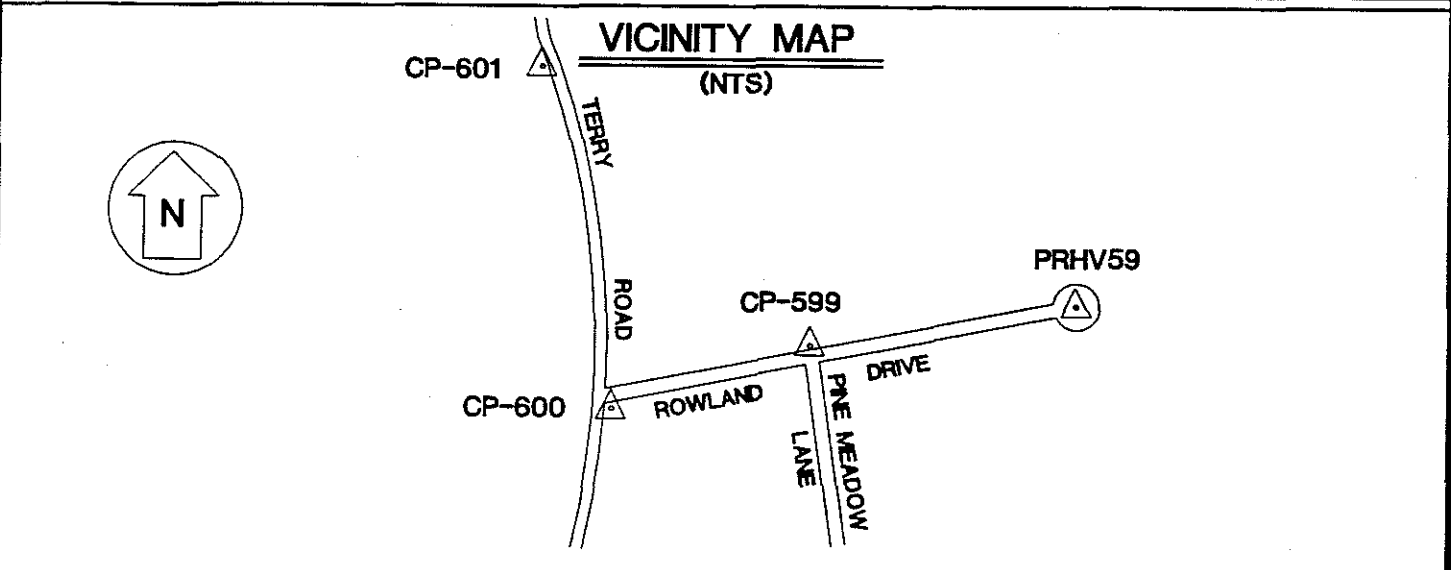 VICINITY MAP
(NTS)
CP-601
TERRY
N
ROAD
PRHV59
CP-599
DRIVE
ROWLAND
CP-600
PINE MEADOW
LANE